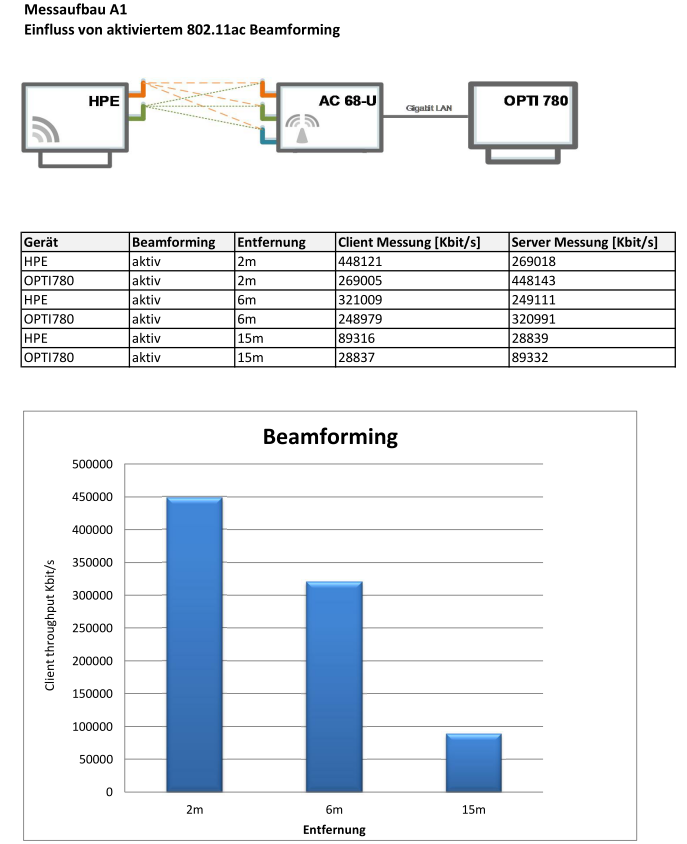 Messaufbau A1
Einfluss von aktiviertem 802.11ac Beamforming
HPE
AC 68-U
Gigabit LAN
OPTI 780
Gerät Beamforming Entfernung Client Messung [Kbit/s] Server Messung [Kbit/s]
HPE aktiv 2m 448121 269018
OPTI780 aktiv 2m 269005 448143
HPE aktiv 6m 321009 249111
OPTI780 aktiv 6m 248979 320991
HPE aktiv 15m 89316 28839
OPTI780 aktiv 15m 28837 89332
Beamforming
500000
450000
400000
350000
300000
250000
200000
150000
100000
50000
0
Client throughput Kbit/s
2m 6m 15m
Entfernung